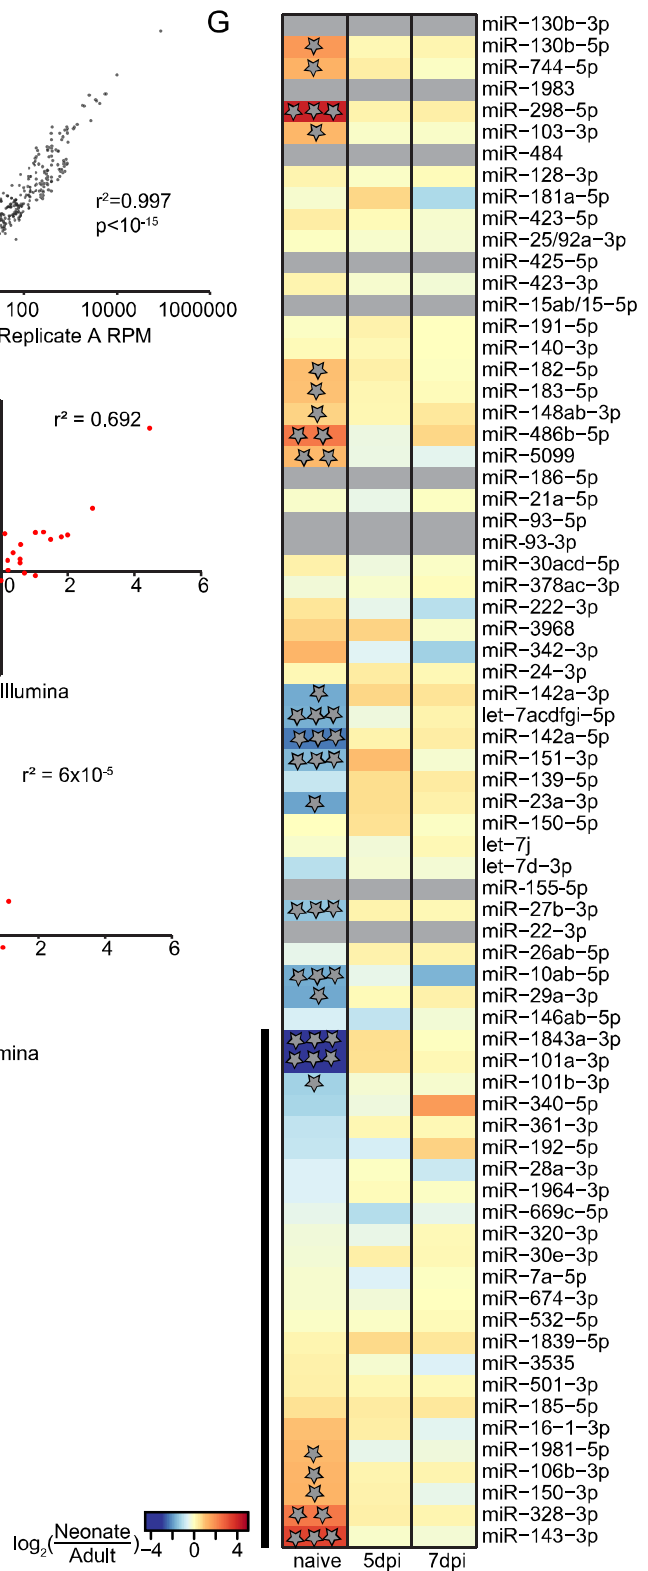 G
r²=0.997
p<10⁻¹⁵
100 10000 1000000
Replicate A RPM
r² = 0.692
0 2 4 6
Illumina
r² = 6x10⁻⁵
2 4 6
mina
miR−130b−3p
miR−130b−5p
miR−744−5p
miR−1983
miR−298−5p
miR−103−3p
miR−484
miR−128−3p
miR−181a−5p
miR−423−5p
miR−25/92a−3p
miR−425−5p
miR−423−3p
miR−15ab/15−5p
miR−191−5p
miR−140−3p
miR−182−5p
miR−183−5p
miR−148ab−3p
miR−486b−5p
miR−5099
miR−186−5p
miR−21a−5p
miR−93−5p
miR-93-3p
miR−30acd−5p
miR−378ac−3p
miR−222−3p
miR−3968
miR−342−3p
miR−24−3p
miR−142a−3p
let−7acdfgi−5p
miR−142a−5p
miR−151−3p
miR−139−5p
miR−23a−3p
miR−150−5p
let−7j
let−7d−3p
miR-155-5p
miR−27b−3p
miR−22−3p
miR−26ab−5p
miR−10ab−5p
miR−29a−3p
miR−146ab−5p
miR−1843a−3p
miR−101a−3p
miR−101b−3p
miR−340−5p
miR−361−3p
miR−192−5p
miR−28a−3p
miR−1964−3p
miR−669c−5p
miR−320−3p
miR−30e−3p
miR−7a−5p
miR−674−3p
miR−532−5p
miR−1839−5p
miR−3535
miR−501−3p
miR−185−5p
miR−16−1−3p
miR−1981−5p
miR−106b−3p
miR−150−3p
miR−328−3p
miR−143−3p
log₂(Neonate/Adult)
−4 0 4
naive 5dpi 7dpi